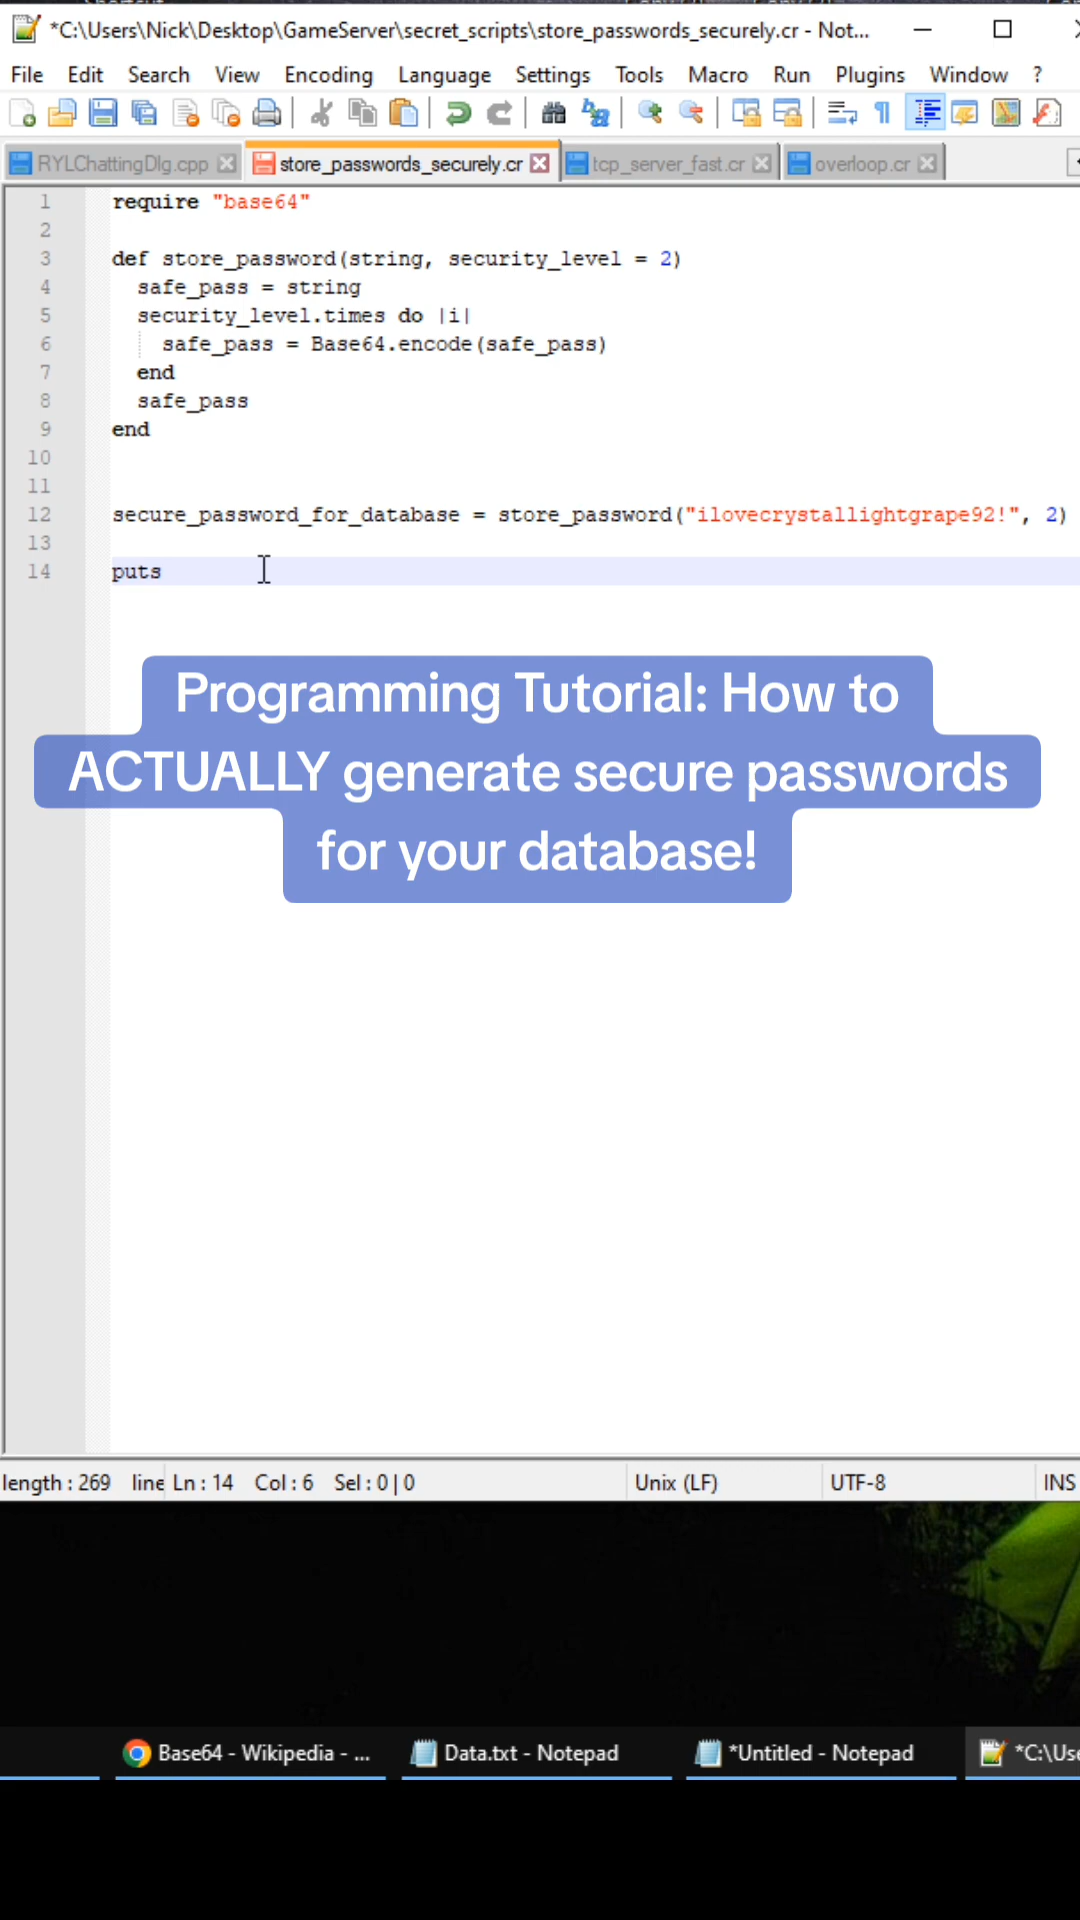 *C:\Users\Nick\Desktop\GameServer\secret_scripts\store_passwords_securely.cr - Not...
File Edit Search View Encoding Language Settings Tools Macro Run Plugins Window ?
RYLChattingDlg.cpp store_passwords_securely.cr tcp_server_fast.cr overloop.cr
1 require "base64"
2
3 def store_password(string, security_level = 2)
4 safe_pass = string
5 security_level.times do |i|
6 safe_pass = Base64.encode(safe_pass)
7 end
8 safe_pass
9 end
10
11
12 secure_password_for_database = store_password("ilovecrystallightgrape92!", 2)
13
14 puts
Programming Tutorial: How to
ACTUALLY generate secure passwords
for your database!
length : 269 line Ln : 14 Col : 6 Sel : 0 | 0 Unix (LF) UTF-8 INS
Base64 - Wikipedia - ... Data.txt - Notepad *Untitled - Notepad *C:\Use